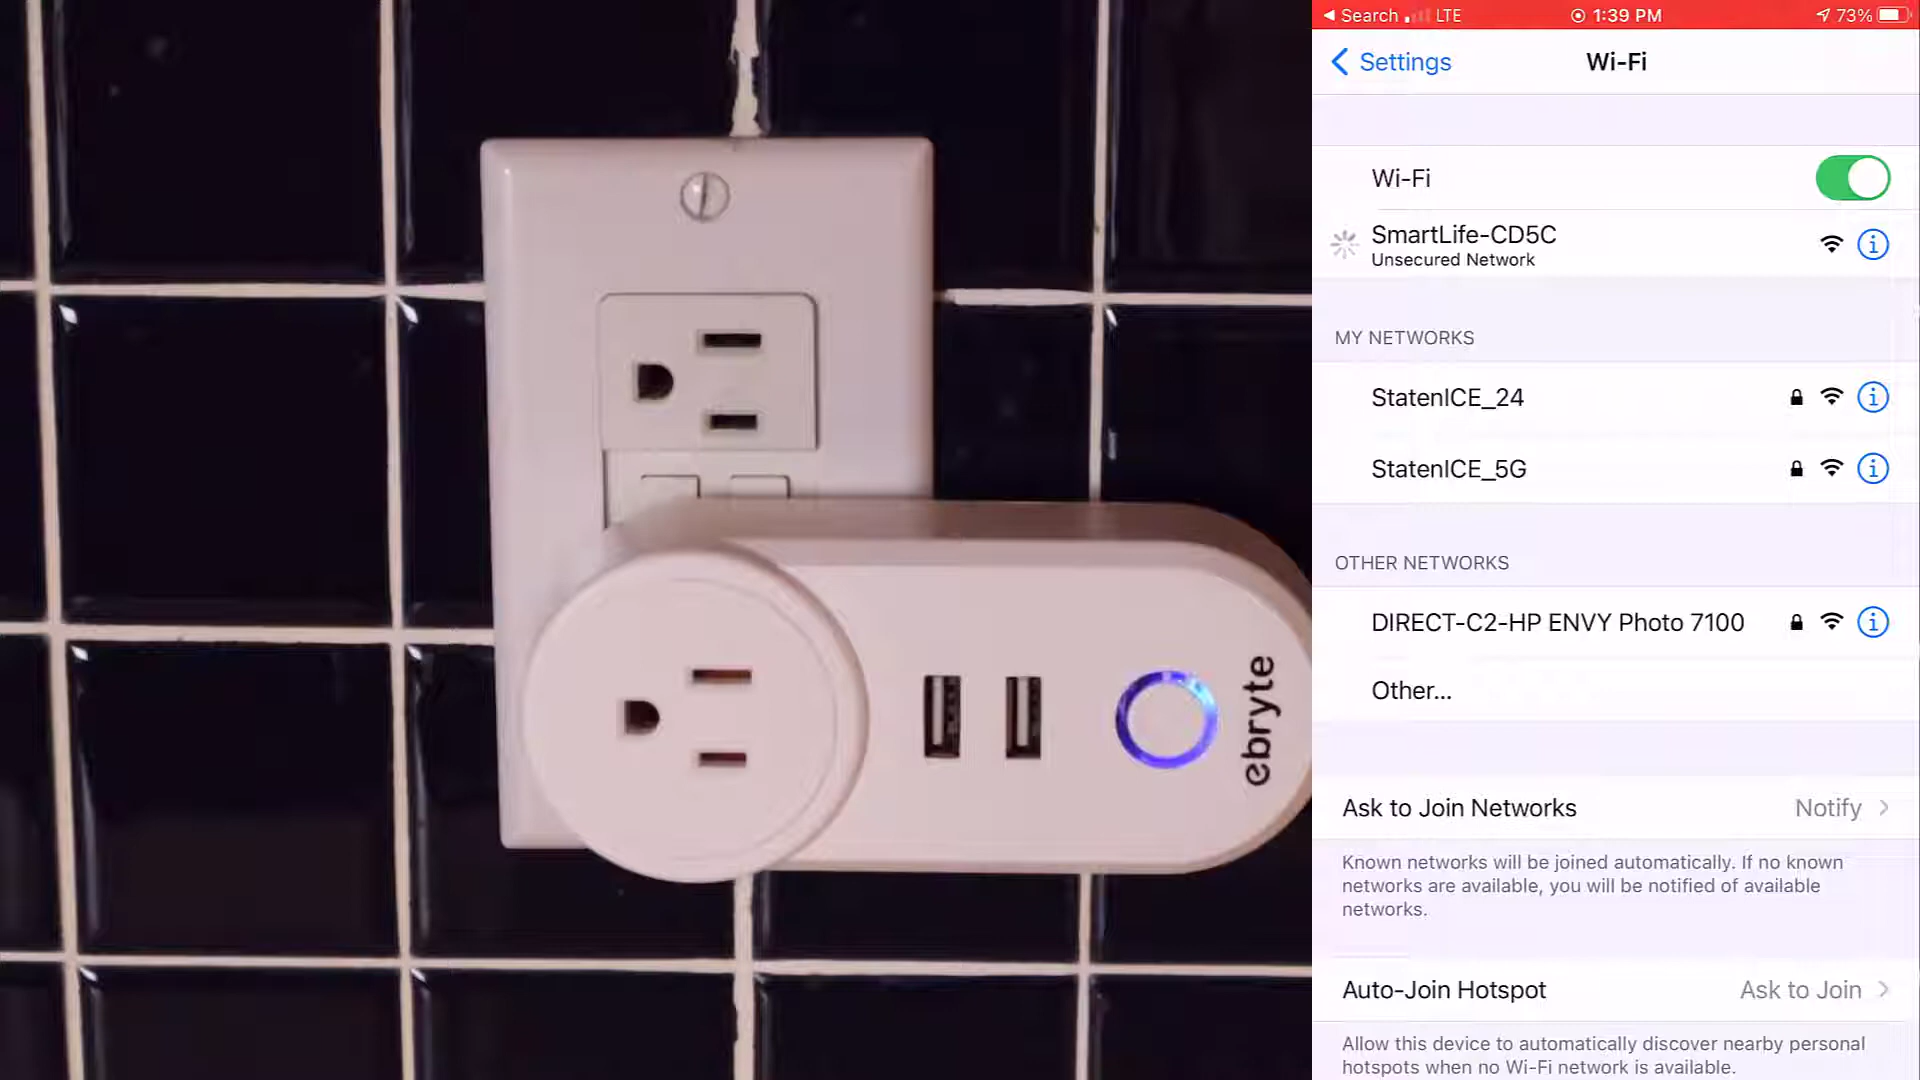 Search LTE 1:39 PM 73%
Settings Wi-Fi
Wi-Fi
SmartLife-CD5C
Unsecured Network
MY NETWORKS
StatenICE_24
StatenICE_5G
OTHER NETWORKS
DIRECT-C2-HP ENVY Photo 7100
Other...
Ask to Join Networks Notify
Known networks will be joined automatically. If no known
networks are available, you will be notified of available
networks.
Auto-Join Hotspot Ask to Join
Allow this device to automatically discover nearby personal
hotspots when no Wi-Fi network is available.
ebryte